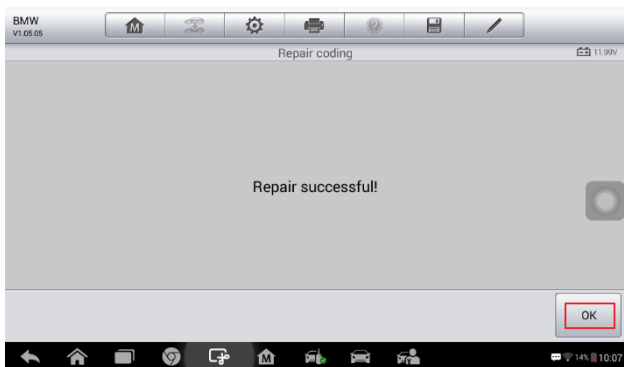 BMW
V1.05.05
M
Repair coding
11.99V
Repair successful!
OK
M
14% 10:07